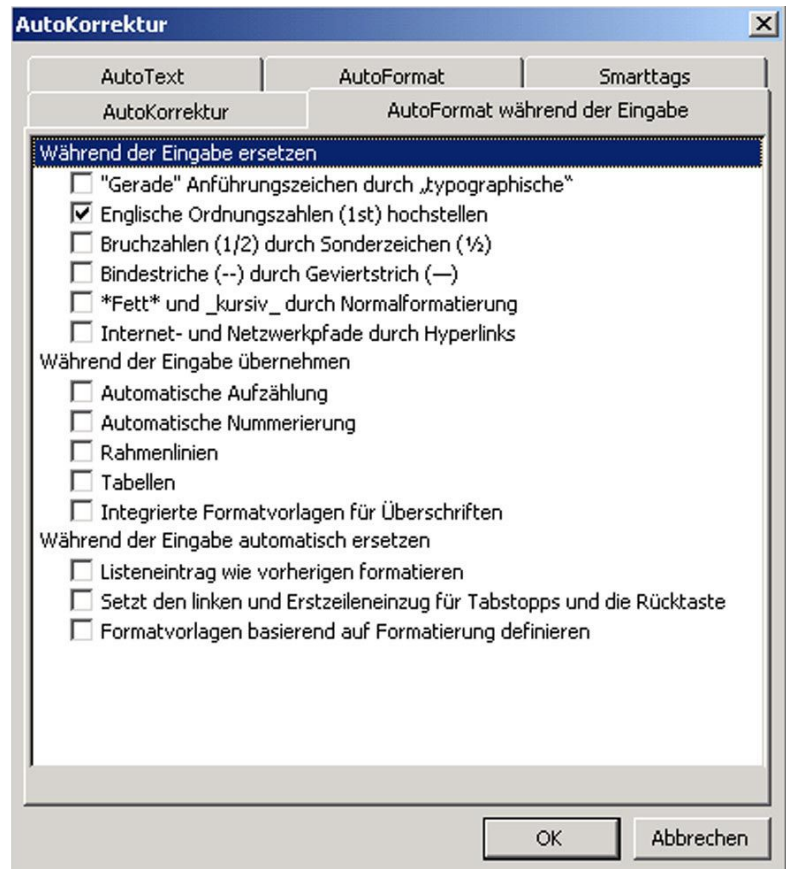 AutoKorrektur
AutoText
AutoFormat
Smarttags
AutoKorrektur
AutoFormat während der Eingabe
Während der Eingabe ersetzen
"Gerade" Anführungszeichen durch „typographische“
Englische Ordnungszahlen (1st) hochstellen
Bruchzahlen (1/2) durch Sonderzeichen (½)
Bindestriche (--) durch Geviertstrich (—)
*Fett* und _kursiv_ durch Normalformatierung
Internet- und Netzwerkpfade durch Hyperlinks
Während der Eingabe übernehmen
Automatische Aufzählung
Automatische Nummerierung
Rahmenlinien
Tabellen
Integrierte Formatvorlagen für Überschriften
Während der Eingabe automatisch ersetzen
Listeneintrag wie vorherigen formatieren
Setzt den linken und Erstzeileneinzug für Tabstopps und die Rücktaste
Formatvorlagen basierend auf Formatierung definieren
OK
Abbrechen